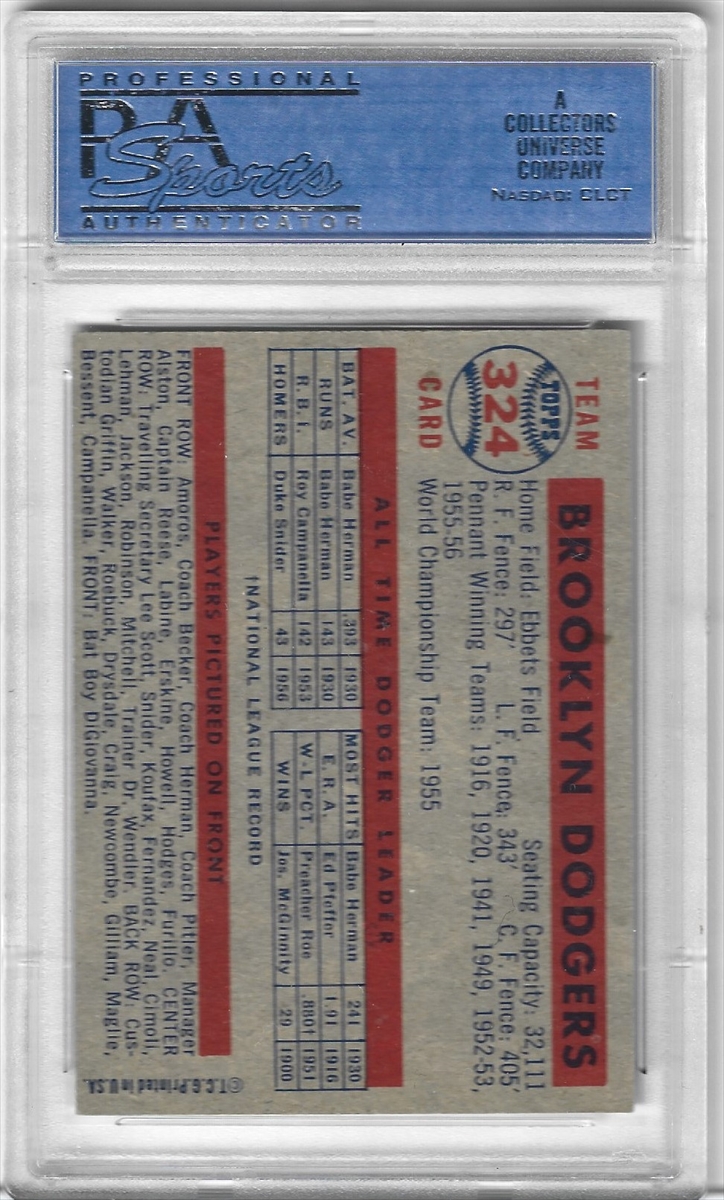 PROFESSIONAL
PSA
Sports
AUTHENTICATOR
A
COLLECTORS
UNIVERSE
COMPANY
NASDAQ: CLCT
TEAM
TOPPS
324
CARD
BROOKLYN DODGERS
Home Field: Ebbets Field, Seating Capacity: 32,111
R. F. Fence: 297' L. F. Fence: 343' C. F. Fence: 405'
Pennant Winning Teams: 1916, 1920, 1941, 1949, 1952-53,
1955-56
World Championship Team: 1955
ALL TIME DODGER LEADER
BAT. AV. Babe Herman .393 1930 MOST HITS Babe Herman 241 1930
RUNS Babe Herman 143 1930 E. R. A. Ed Pfeffer 1.91 1916
R. B. I. Roy Campanella 142 1953 W-L PCT. Preacher Roe .880† 1951
HOMERS Duke Snider 43 1956 WINS Jos. McGinnity 29 1900
†NATIONAL LEAGUE RECORD
PLAYERS PICTURED ON FRONT
FRONT ROW: Amoros, Coach Becker, Coach Herman, Coach Pitler, Manager
Alston, Captain Reese, Labine, Erskine, Howell, Hodges, Furillo. CENTER
ROW: Travelling Secretary Lee Scott, Snider, Koufax, Fernandez, Neal, Cimoli,
Lehman, Jackson, Robinson, Mitchell, Trainer Dr. Wendler. BACK ROW: Cus-
todian Griffin, Walker, Roebuck, Drysdale, Craig, Newcombe, Gilliam, Maglie,
Bessent, Campanella. FRONT: Bat Boy DiGiovanna.
©T.C.G. Printed in U.S.A.